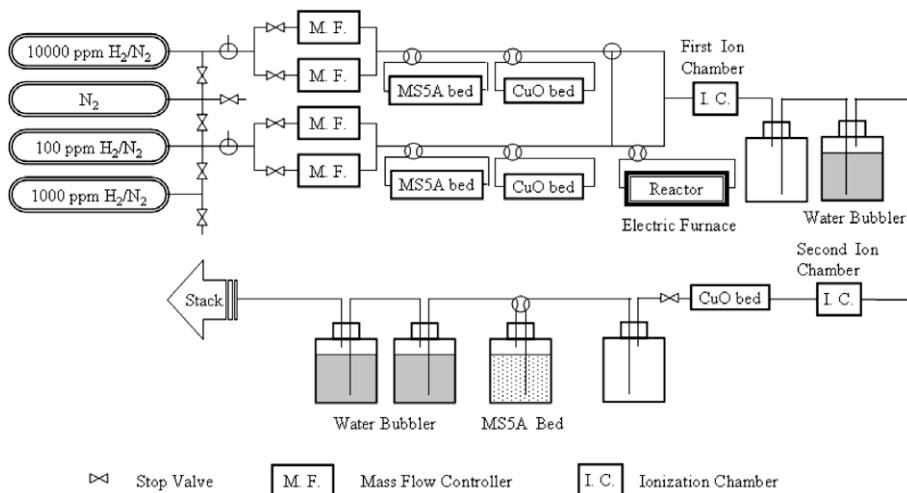 10000 ppm H₂/N₂
M. F.
M. F.
First Ion
Chamber
MS5A bed
CuO bed
I. C.
N₂
100 ppm H₂/N₂
M. F.
M. F.
MS5A bed
CuO bed
Reactor
1000 ppm H₂/N₂
Electric Furnace
Water Bubbler
Second Ion
Chamber
Stack
CuO bed
I. C.
Water Bubbler
MS5A Bed
Stop Valve
M. F.
Mass Flow Controller
I. C.
Ionization Chamber